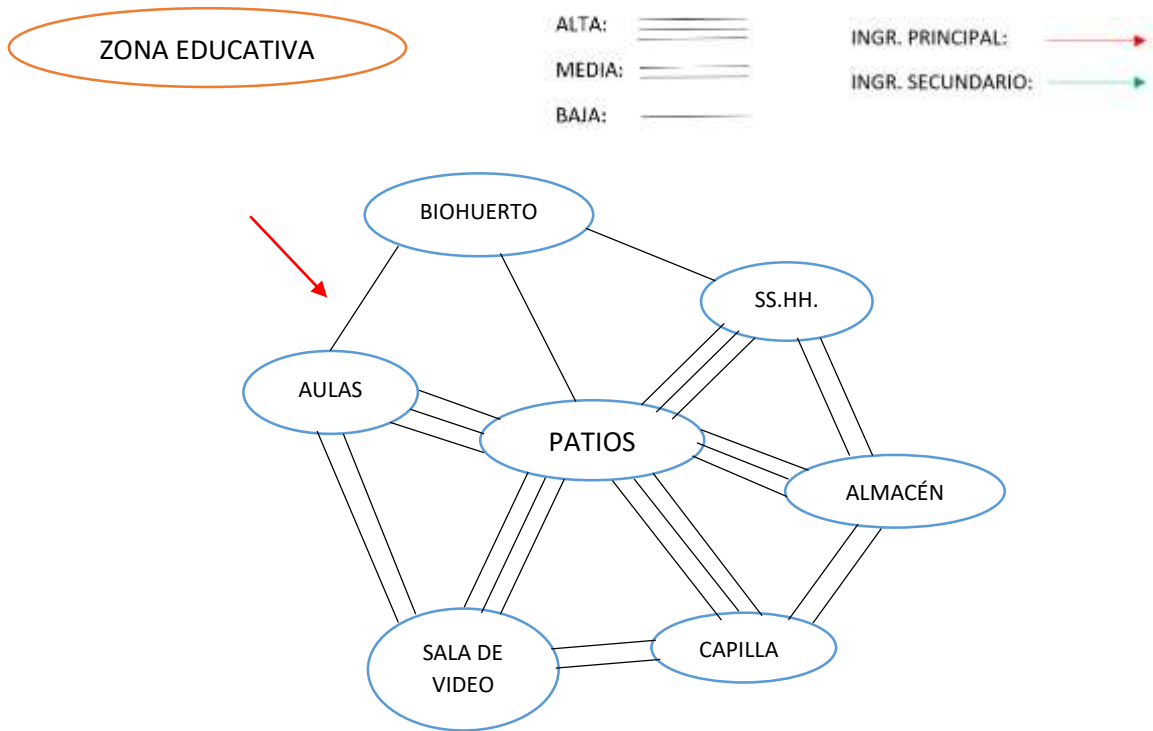 ZONA EDUCATIVA
ALTA:
MEDIA:
BAJA:
INGR. PRINCIPAL:
INGR. SECUNDARIO:
BIOHUERTO
SS.HH.
AULAS
PATIOS
ALMACÉN
SALA DE
VIDEO
CAPILLA